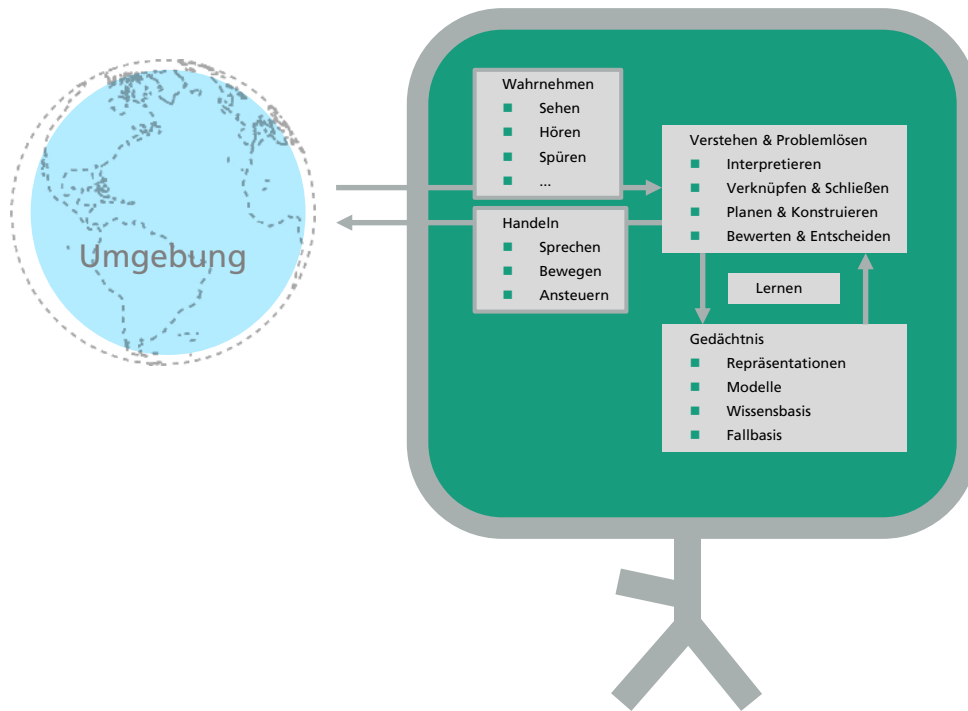 Umgebung
Wahrnehmen
Sehen
Hören
Spüren
...
Handeln
Sprechen
Bewegen
Ansteuern
Verstehen & Problemlösen
Interpretieren
Verknüpfen & Schließen
Planen & Konstruieren
Bewerten & Entscheiden
Lernen
Gedächtnis
Repräsentationen
Modelle
Wissensbasis
Fallbasis